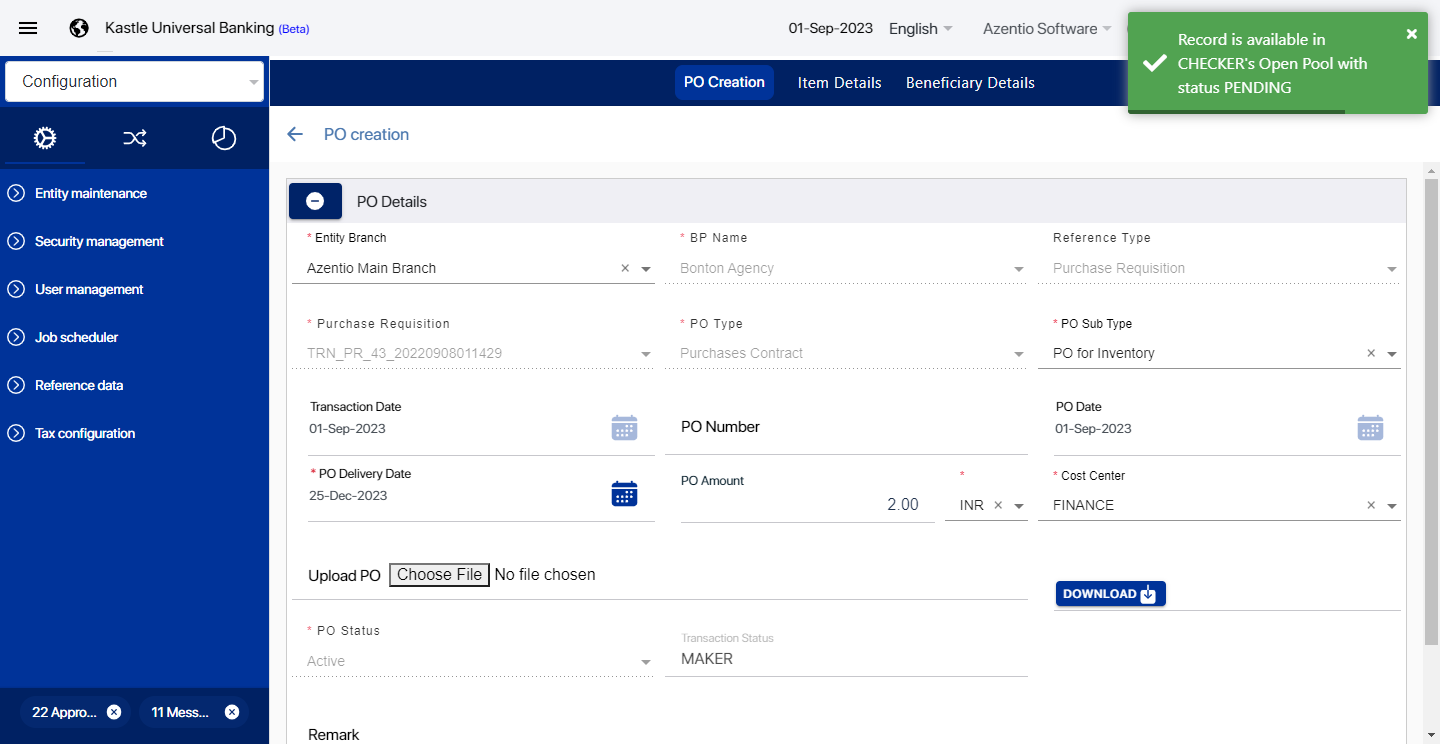 Kastle Universal Banking (Beta)
01-Sep-2023
English
Azentio Software
Record is available in
CHECKER's Open Pool with
status PENDING
Configuration
PO Creation
Item Details
Beneficiary Details
PO creation
Entity maintenance
Security management
User management
Job scheduler
Reference data
Tax configuration
22 Appro...
11 Mess...
PO Details
* Entity Branch
Azentio Main Branch
* BP Name
Bonton Agency
Reference Type
Purchase Requisition
* Purchase Requisition
TRN_PR_43_20220908011429
* PO Type
Purchases Contract
* PO Sub Type
PO for Inventory
Transaction Date
01-Sep-2023
PO Number
PO Date
01-Sep-2023
* PO Delivery Date
25-Dec-2023
PO Amount
2.00
*
INR
* Cost Center
FINANCE
Upload PO Choose File No file chosen
DOWNLOAD
* PO Status
Active
Transaction Status
MAKER
Remark